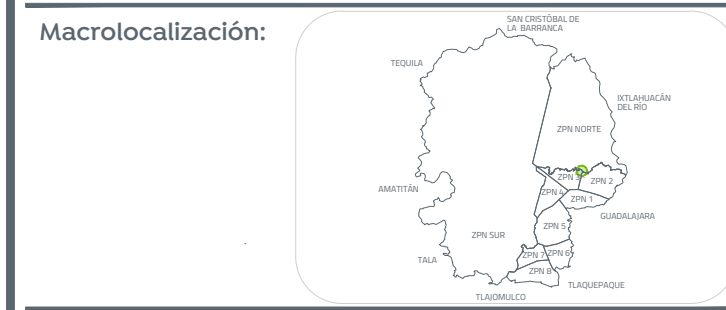 Macrolocalización:
SAN CRISTÓBAL DE
LA BARRANCA
TEQUILA
IXTLAHUACÁN
DEL RÍO
ZPN NORTE
ZPN 3
ZPN 2
AMATITÁN
ZPN 4
ZPN 1
GUADALAJARA
ZPN 5
ZPN SUR
ZPN 7
ZPN 6
TALA
ZPN 8
TLAQUEPAQUE
TLAJOMULCO